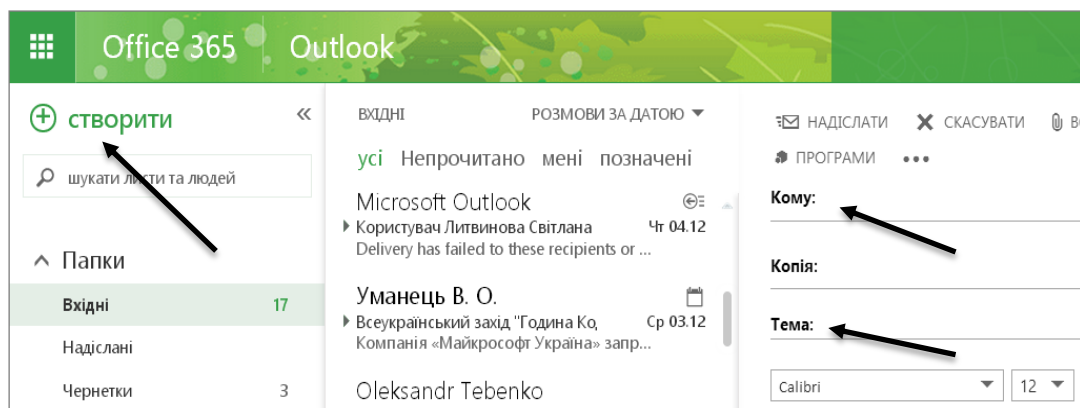 Office 365 Outlook
створити
шукати листи та людей
Папки
Вхідні 17
Надіслані
Чернетки 3
ВХІДНІ РОЗМОВИ ЗА ДАТОЮ
усі Непрочитано мені позначені
Microsoft Outlook
Користувач Литвинова Світлана Чт 04.12
Delivery has failed to these recipients or ...
Уманець В. О.
Всеукраїнський захід "Година Ко Ср 03.12
Компанія «Майкрософт Україна» запр...
Oleksandr Tebenko
НАДІСЛАТИ СКАСУВАТИ
ПРОГРАМИ
Кому:
Копія:
Тема:
Calibri 12